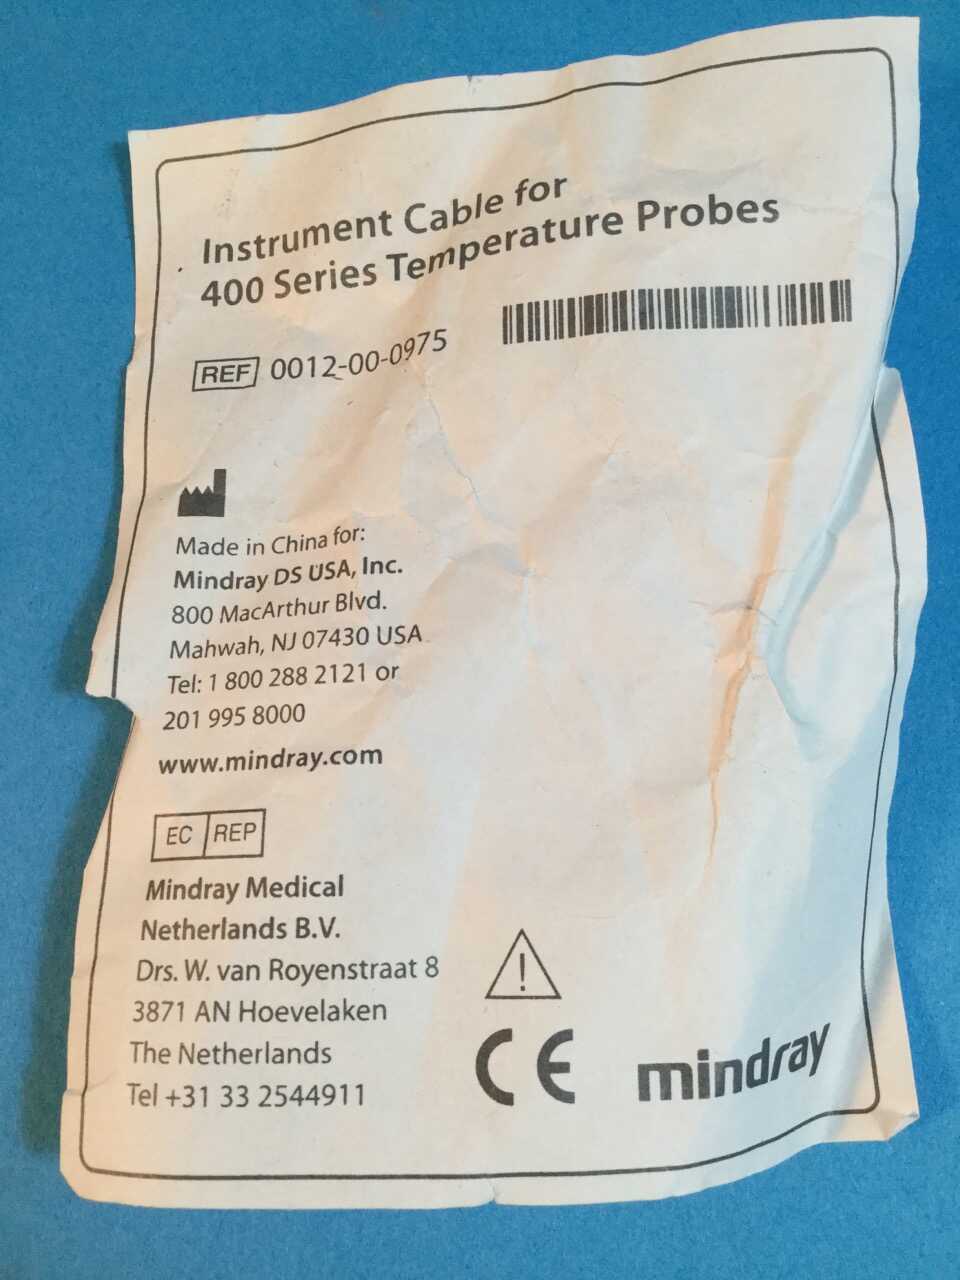 Instrument Cable for
400 Series Temperature Probes
REF 0012-00-0975
Made in China for:
Mindray DS USA, Inc.
800 MacArthur Blvd.
Mahwah, NJ 07430 USA
Tel: 1 800 288 2121 or
201 995 8000
www.mindray.com
EC REP
Mindray Medical
Netherlands B.V.
Drs. W. van Royenstraat 8
3871 AN Hoevelaken
The Netherlands
Tel +31 33 2544911
!
CE
mindray